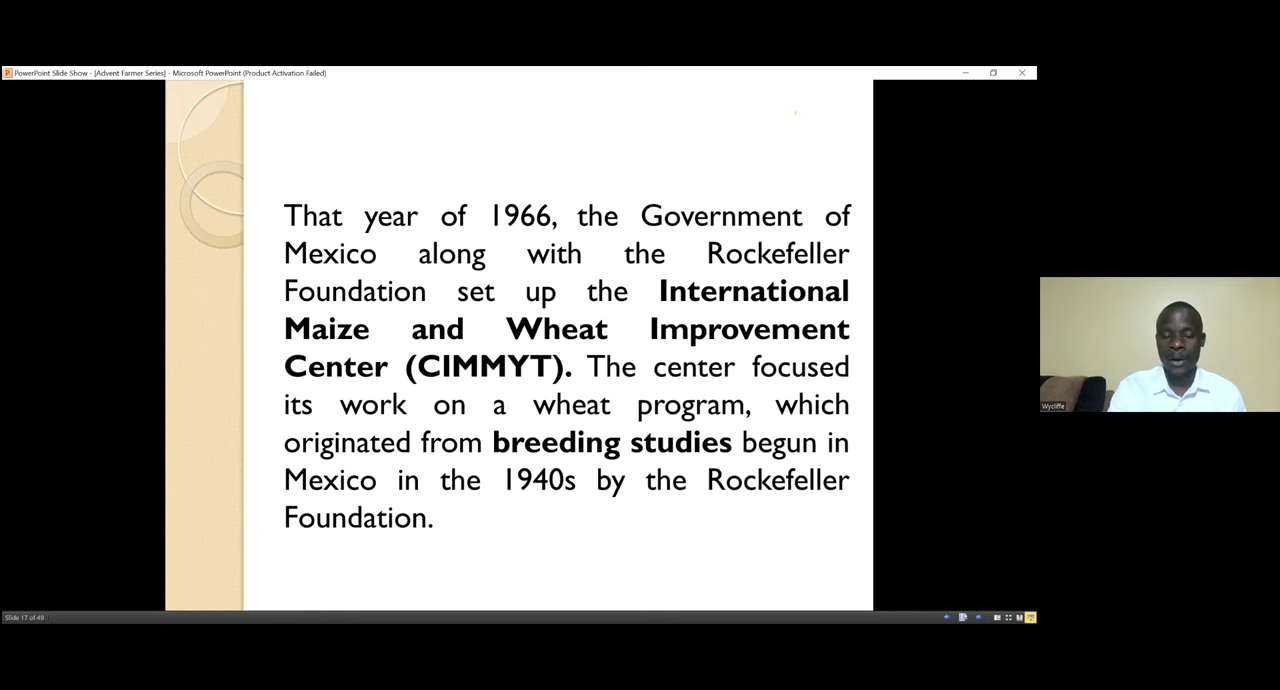 PowerPoint Slide Show - [Advent Farmer Series] - Microsoft PowerPoint (Product Activation Failed)
That year of 1966, the Government of
Mexico along with the Rockefeller
Foundation set up the International
Maize and Wheat Improvement
Center (CIMMYT). The center focused
its work on a wheat program, which
originated from breeding studies begun in
Mexico in the 1940s by the Rockefeller
Foundation.
Wycliffe
Slide 17 of 49